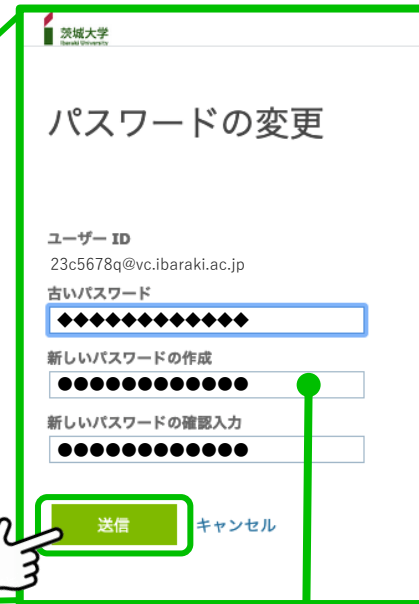 茨城大学
Ibaraki University
パスワードの変更
ユーザー ID
23c5678q@vc.ibaraki.ac.jp
古いパスワード
◆◆◆◆◆◆◆◆◆◆◆◆
新しいパスワードの作成
●●●●●●●●●●●●
新しいパスワードの確認入力
●●●●●●●●●●●●
送信 キャンセル